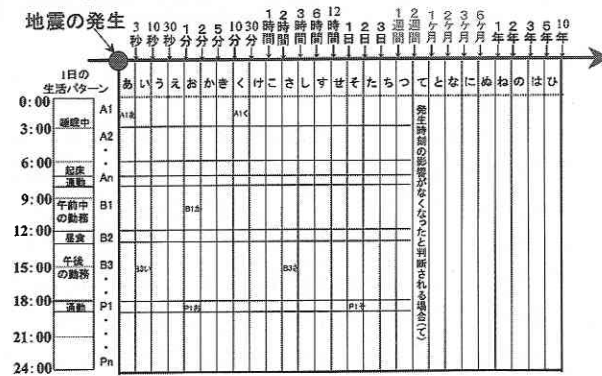 地震の発生
3秒 10秒 30秒 1分 2分 5分 10分 30分 1時間 2時間 3時間 6時間 12時間 1日 2日 3日 1週間 2週間 1ヶ月 2ヶ月 3ヶ月 6ヶ月 1年 2年 3年 5年 10年
1日の
生活パターン
あ い う え お か き く け こ さ し す せ そ た ち つ て と な に ぬ ね の は ひ
0:00
A1 A1あ A1く
睡眠中
3:00
A2
・
・
6:00
起床
通勤
An
9:00
午前中
の勤務
B1 B1お
12:00
昼食
B2
午後
の勤務
15:00
B3 B3い B3さ
・
・
18:00
通勤
P1 P1お P1そ
・
・
21:00
Pn
24:00
発生時刻の影響がなくなったと判断される場合(て)